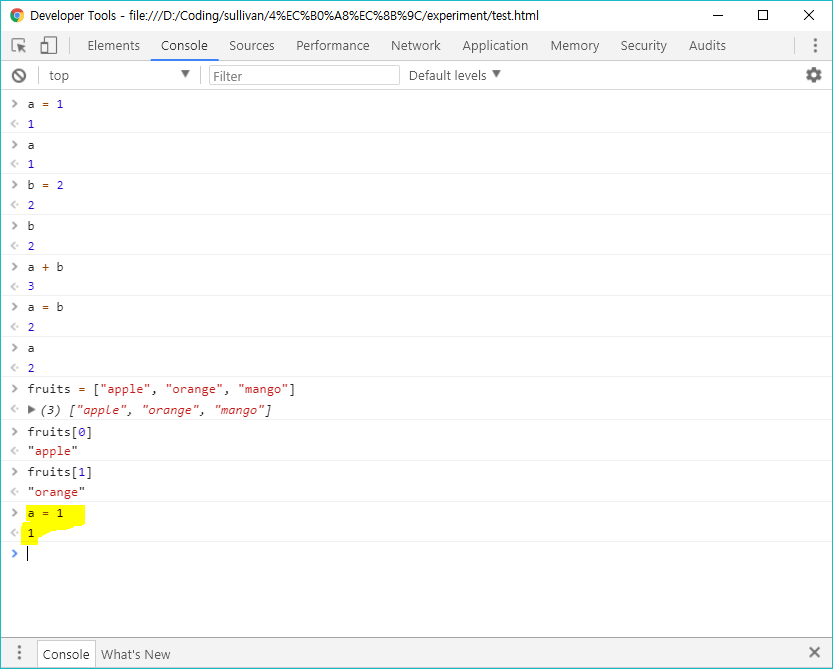 Developer Tools - file:///D:/Coding/sullivan/4%EC%B0%A8%EC%8B%9C/experiment/test.html
Elements Console Sources Performance Network Application Memory Security Audits
top Filter Default levels
a = 1
1
a
1
b = 2
2
b
2
a + b
3
a = b
2
a
2
fruits = ["apple", "orange", "mango"]
(3) ["apple", "orange", "mango"]
fruits[0]
"apple"
fruits[1]
"orange"
a = 1
1
Console What's New